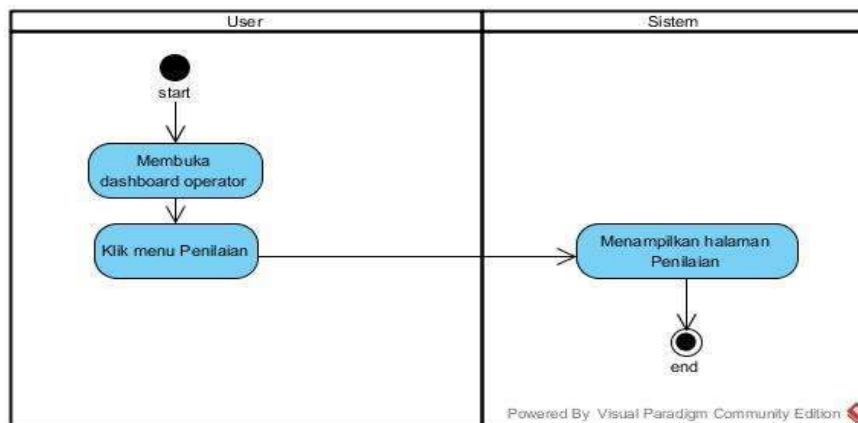 User
Sistem
start
Membuka
dashboard operator
Klik menu Penilaian
Menampilkan halaman
Penilaian
end
Powered By Visual Paradigm Community Edition